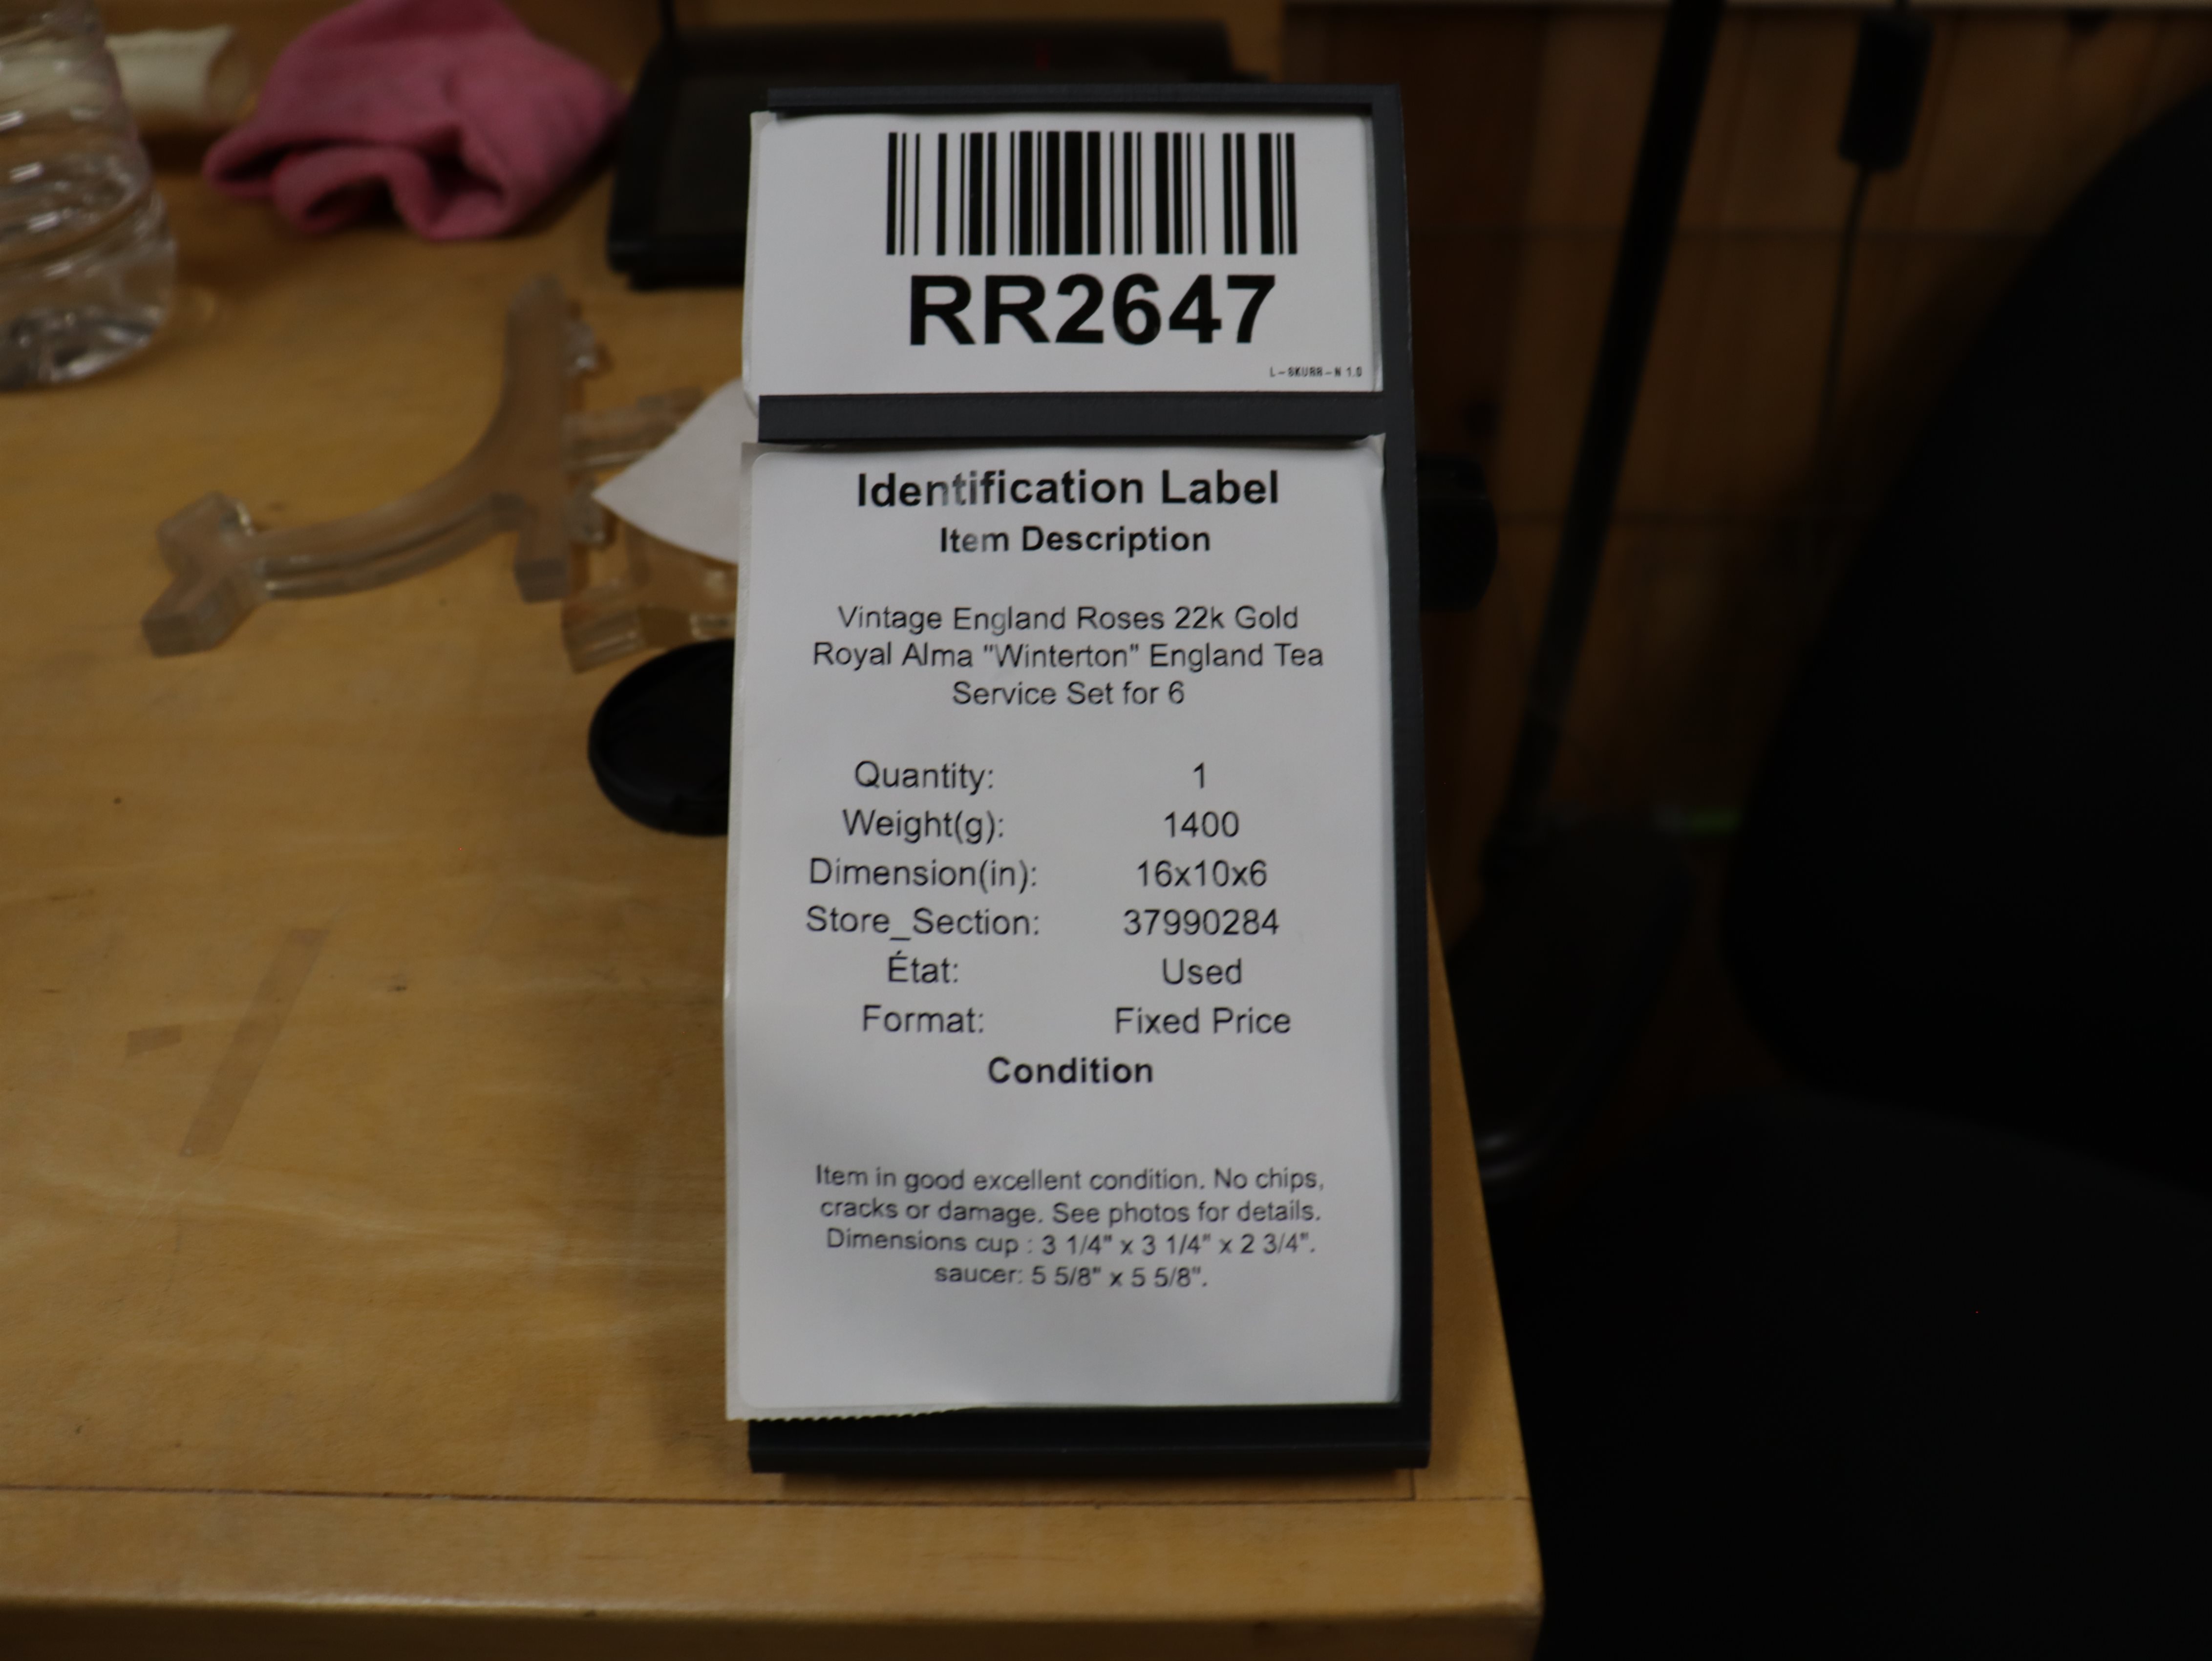 RR2647
L-SKURR-N 1.0
Identification Label
Item Description
Vintage England Roses 22k Gold
Royal Alma "Winterton" England Tea
Service Set for 6
Quantity: 1
Weight(g): 1400
Dimension(in): 16x10x6
Store_Section: 37990284
État: Used
Format: Fixed Price
Condition
Item in good excellent condition. No chips,
cracks or damage. See photos for details.
Dimensions cup : 3 1/4" x 3 1/4" x 2 3/4".
saucer: 5 5/8" x 5 5/8".